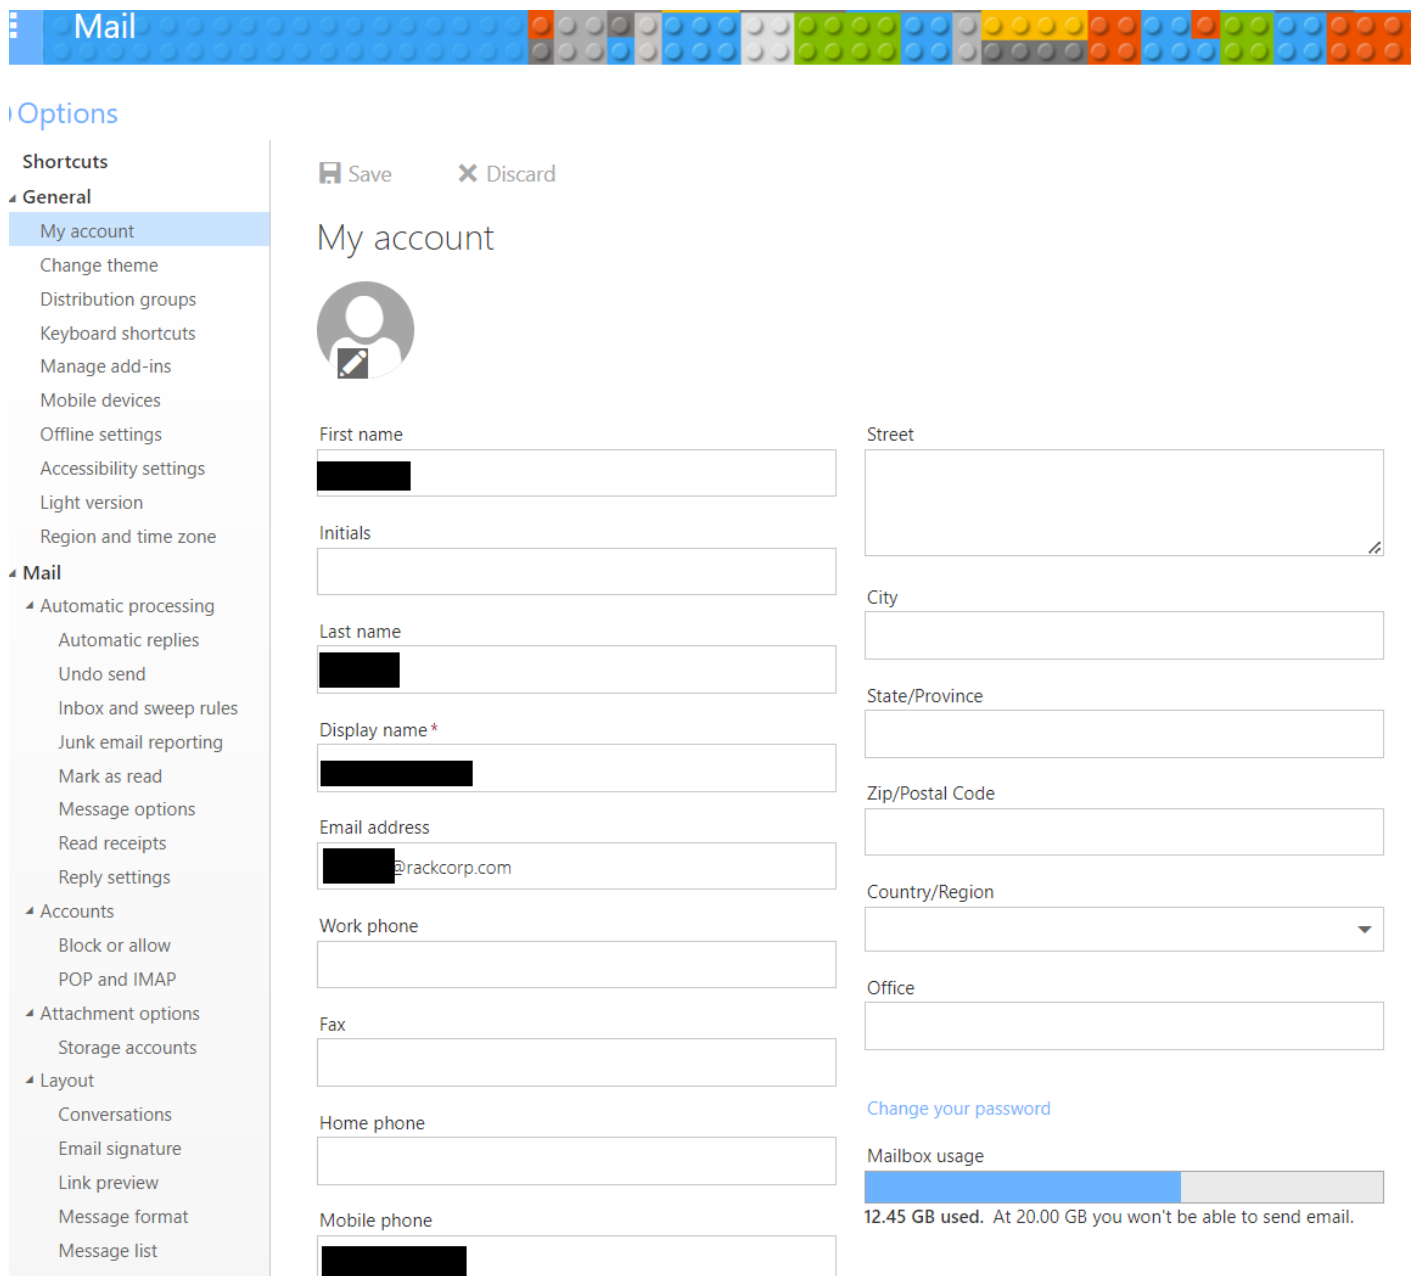 Mail
Options
Shortcuts
General
My account
Change theme
Distribution groups
Keyboard shortcuts
Manage add-ins
Mobile devices
Offline settings
Accessibility settings
Light version
Region and time zone
Mail
Automatic processing
Automatic replies
Undo send
Inbox and sweep rules
Junk email reporting
Mark as read
Message options
Read receipts
Reply settings
Accounts
Block or allow
POP and IMAP
Attachment options
Storage accounts
Layout
Conversations
Email signature
Link preview
Message format
Message list
Save
Discard
My account
First name
Initials
Last name
Display name*
Email address
@rackcorp.com
Work phone
Fax
Home phone
Mobile phone
Street
City
State/Province
Zip/Postal Code
Country/Region
Office
Change your password
Mailbox usage
12.45 GB used. At 20.00 GB you won't be able to send email.